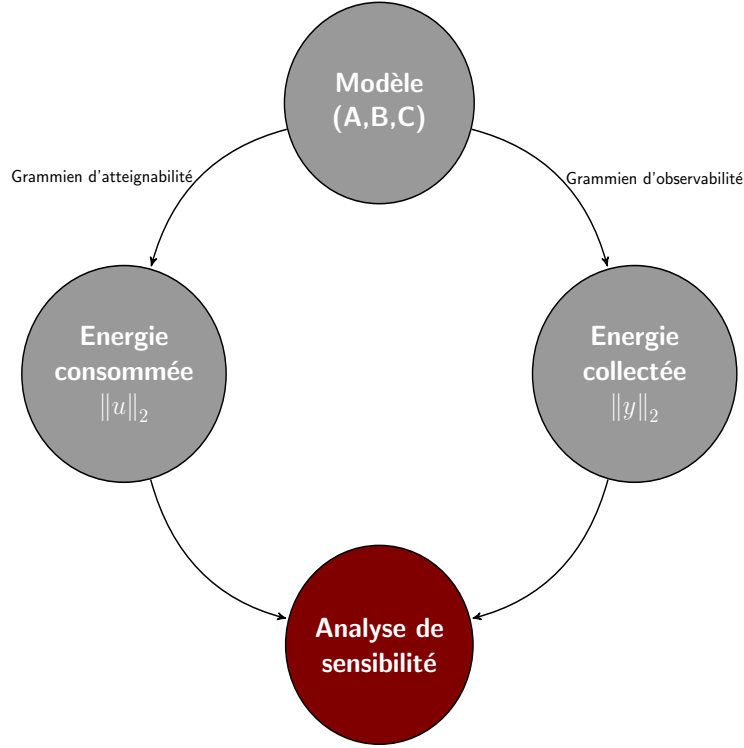 Modèle
(A,B,C)
Grammien d'atteignabilité
Grammien d'observabilité
Energie
consommée
‖u‖₂
Energie
collectée
‖y‖₂
Analyse de
sensibilité